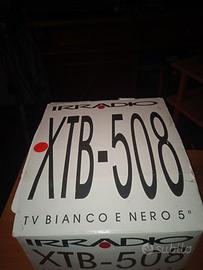 IRRADIO
XTB-508
TV BIANCO E NERO 5"
IRRADIO
XTB-508
subito